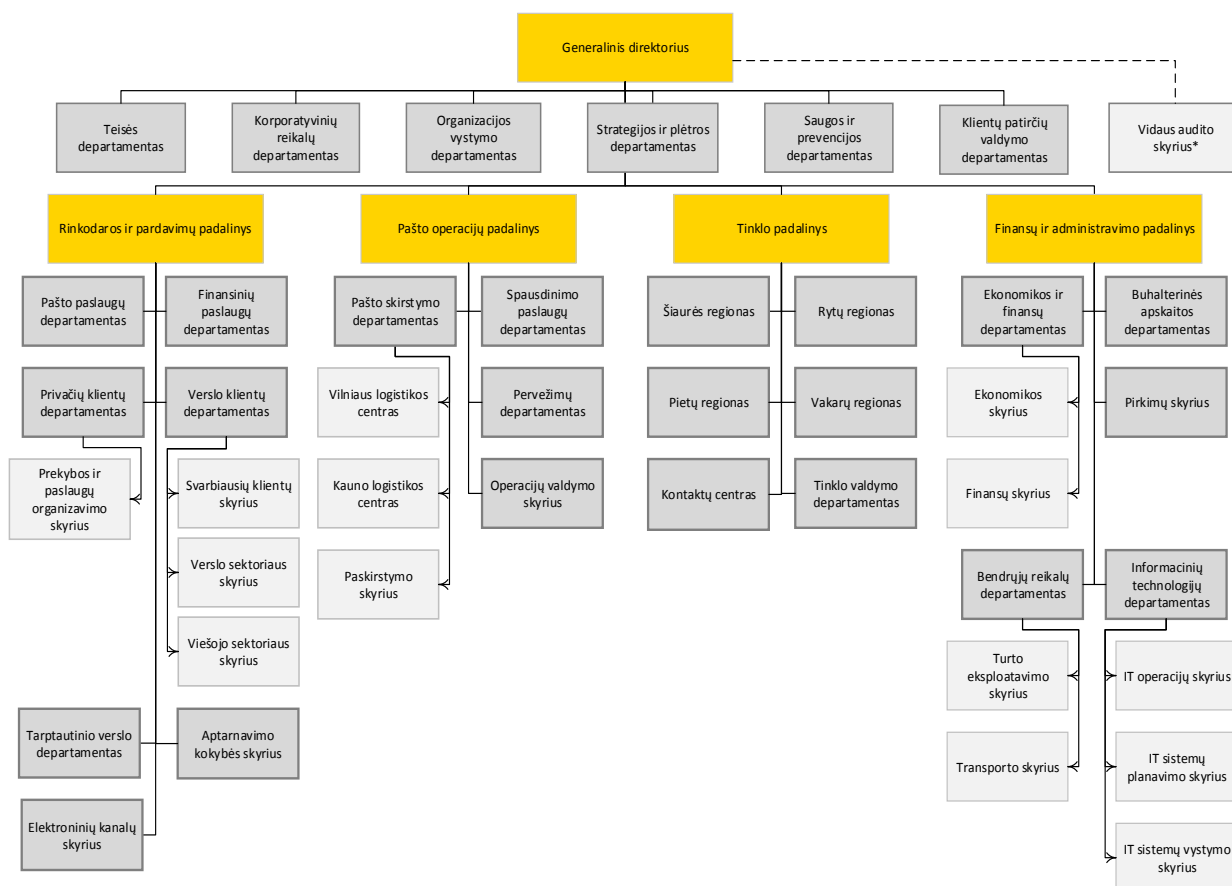 Generalinis direktorius
Teisės
departamentas
Korporatyvinių
reikalų
departamentas
Organizacijos
vystymo
departamentas
Strategijos ir plėtros
departamentas
Saugos ir
prevencijos
departamentas
Klientų patirčių
valdymo
departamentas
Vidaus audito
skyrius*
Rinkodaros ir pardavimų padalinys
Pašto operacijų padalinys
Tinklo padalinys
Finansų ir administravimo padalinys
Pašto paslaugų
departamentas
Finansinių
paslaugų
departamentas
Pašto skirstymo
departamentas
Spausdinimo
paslaugų
departamentas
Šiaurės regionas
Rytų regionas
Ekonomikos ir
finansų
departamentas
Buhalterinės
apskaitos
departamentas
Privačių klientų
departamentas
Verslo klientų
departamentas
Vilniaus logistikos
centras
Pervežimų
departamentas
Pietų regionas
Vakarų regionas
Ekonomikos
skyrius
Pirkimų skyrius
Prekybos ir
paslaugų
organizavimo
skyrius
Svarbiausių klientų
skyrius
Kauno logistikos
centras
Operacijų valdymo
skyrius
Kontaktų centras
Tinklo valdymo
departamentas
Finansų skyrius
Verslo sektoriaus
skyrius
Paskirstymo
skyrius
Bendrųjų reikalų
departamentas
Informacinių
technologijų
departamentas
Viešojo sektoriaus
skyrius
Turto
eksploatavimo
skyrius
IT operacijų skyrius
Tarptautinio verslo
departamentas
Aptarnavimo
kokybės skyrius
Transporto skyrius
IT sistemų
planavimo skyrius
Elektroninių kanalų
skyrius
IT sistemų vystymo
skyrius